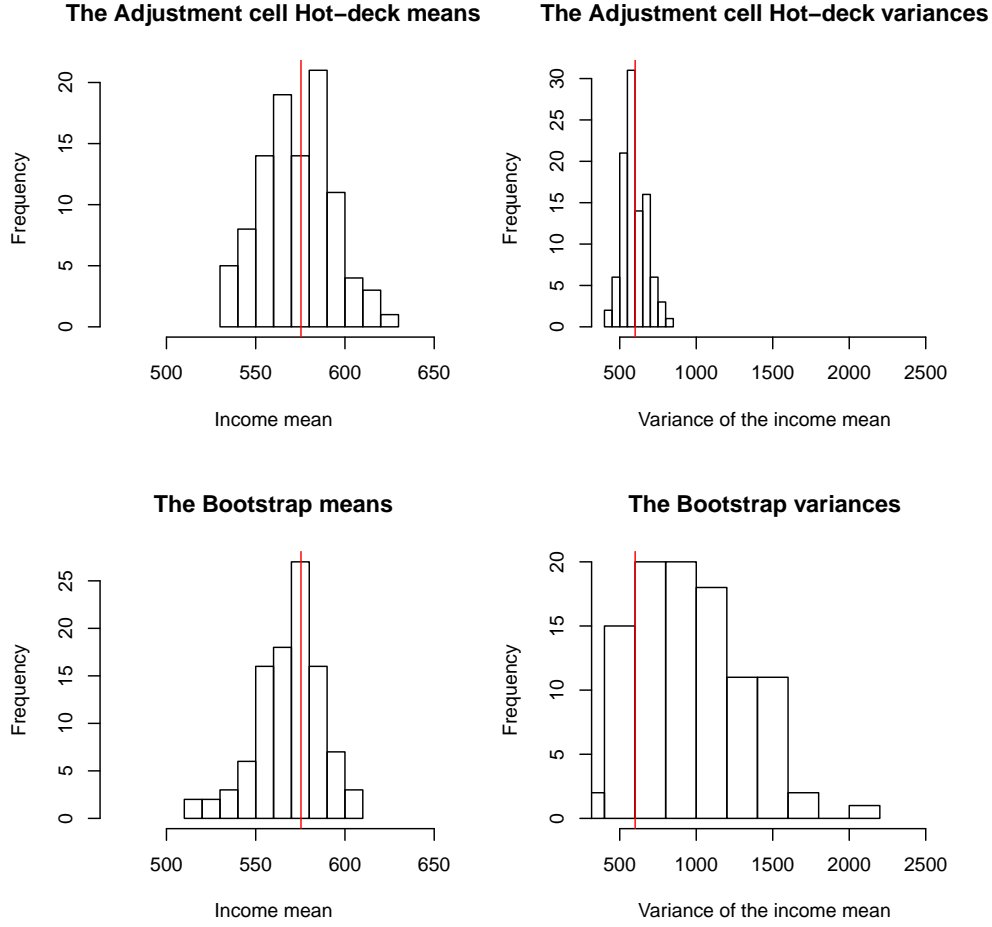 The Adjustment cell Hot−deck means
Frequency
20
15
10
5
0
500 550 600 650
Income mean
The Adjustment cell Hot−deck variances
Frequency
30
25
20
15
10
5
0
500 1000 1500 2000 2500
Variance of the income mean
The Bootstrap means
Frequency
25
20
15
10
5
0
500 550 600 650
Income mean
The Bootstrap variances
Frequency
20
15
10
5
0
500 1000 1500 2000 2500
Variance of the income mean